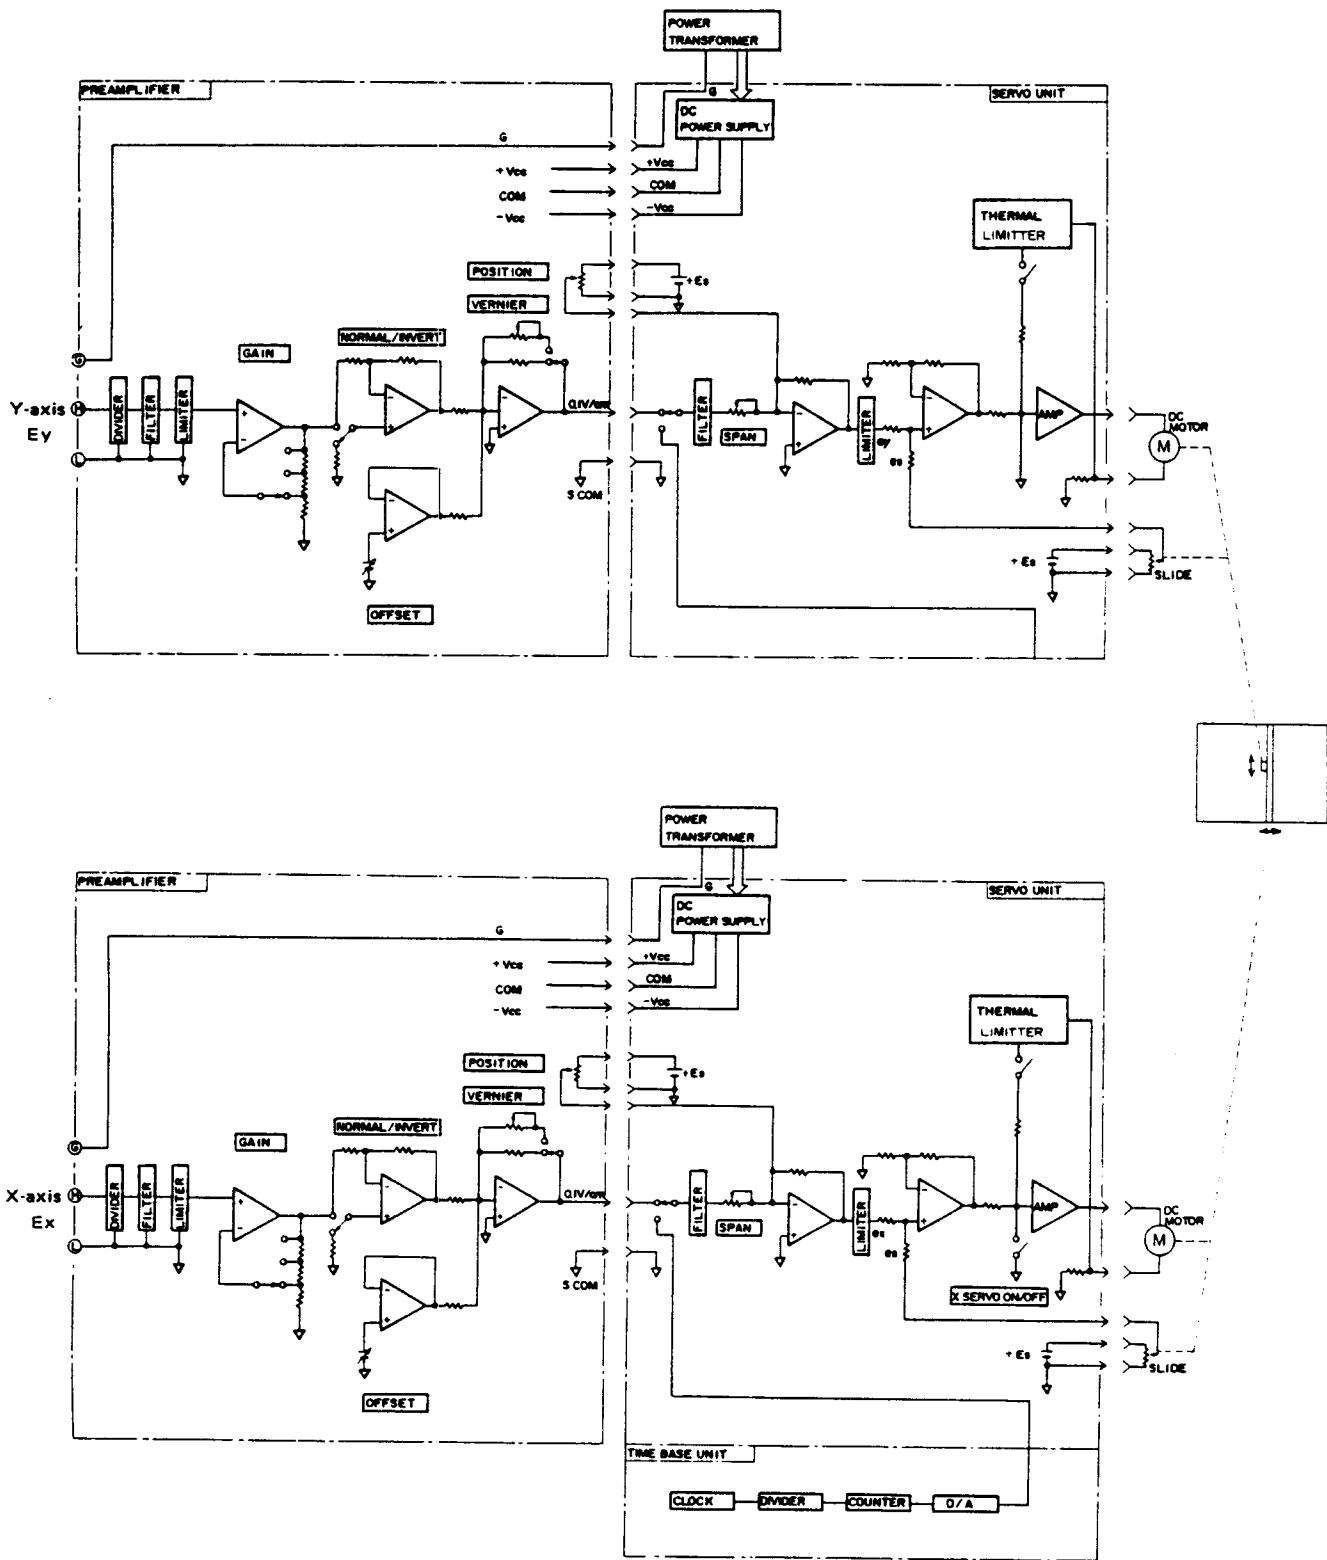 POWER
TRANSFORMER
PREAMPLIFIER
SERVO UNIT
G
DC
POWER SUPPLY
G
+Vcc
+Vcc
COM
COM
-Vcc
-Vcc
THERMAL
LIMITTER
POSITION
+Es
VERNIER
NORMAL/INVERT
GAIN
G
Y-axis
H
Ey
L
DIVIDER
FILTER
LIMITER
+
-
-
+
-
+
0.1V/cm
FILTER
SPAN
-
+
LIMITER
ey
es
-
+
AMP
DC
MOTOR
M
S COM
-
+
+Es
SLIDE
OFFSET
POWER
TRANSFORMER
PREAMPLIFIER
SERVO UNIT
G
DC
POWER SUPPLY
G
+Vcc
+Vcc
COM
COM
-Vcc
-Vcc
THERMAL
LIMITTER
POSITION
+Es
VERNIER
NORMAL/INVERT
GAIN
G
X-axis
H
Ex
L
DIVIDER
FILTER
LIMITER
+
-
-
+
-
+
0.1V/cm
FILTER
SPAN
-
+
LIMITER
ex
es
-
+
AMP
DC
MOTOR
M
S COM
X SERVO ON/OFF
-
+
+Es
SLIDE
OFFSET
TIME BASE UNIT
CLOCK
DIVIDER
COUNTER
D/A